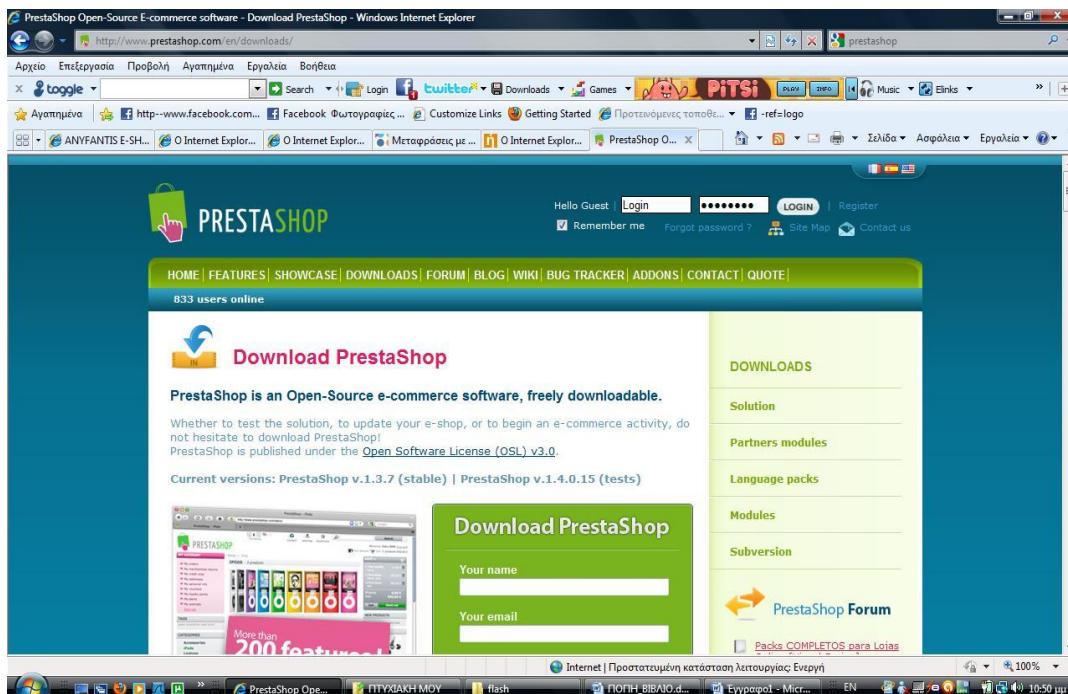 PrestaShop Open-Source E-commerce software - Download PrestaShop - Windows Internet Explorer
http://www.prestashop.com/en/downloads/
prestashop
Αρχείο Επεξεργασία Προβολή Αγαπημένα Εργαλεία Βοήθεια
x toggle Search Login twitter Downloads Games PiTSi PLAY INFO Music Elinks »
Αγαπημένα http--www.facebook.com... Facebook Φωτογραφίες ... Customize Links Getting Started Προτεινόμενες τοποθε... -ref=logo
ANYFANTIS E-SH... O Internet Explor... O Internet Explor... Μεταφράσεις με ... O Internet Explor... PrestaShop O... X Σελίδα Ασφάλεια Εργαλεία
PRESTASHOP
Hello Guest | Login •••••••• LOGIN | Register
Remember me Forgot password ? Site Map Contact us
HOME | FEATURES | SHOWCASE | DOWNLOADS | FORUM | BLOG | WIKI | BUG TRACKER | ADDONS | CONTACT | QUOTE |
833 users online
IN
Download PrestaShop
PrestaShop is an Open-Source e-commerce software, freely downloadable.
Whether to test the solution, to update your e-shop, or to begin an e-commerce activity, do
not hesitate to download PrestaShop!
PrestaShop is published under the Open Software License (OSL) v3.0.
Current versions: PrestaShop v.1.3.7 (stable) | PrestaShop v.1.4.0.15 (tests)
PRESTASHOP
More than
200 features!
Download PrestaShop
Your name
Your email
DOWNLOADS
Solution
Partners modules
Language packs
Modules
Subversion
PrestaShop Forum
Packs COMPLETOS para Lojas
Internet | Προστατευμένη κατάσταση λειτουργίας: Ενεργή 100%
» PrestaShop Ope... ΠΤΥΧΙΑΚΗ ΜΟΥ flash ΠΟΠΗ_ΒΙΒΛΙΟ.d... Έγγραφο1 - Micr... EN 10:50 μμ